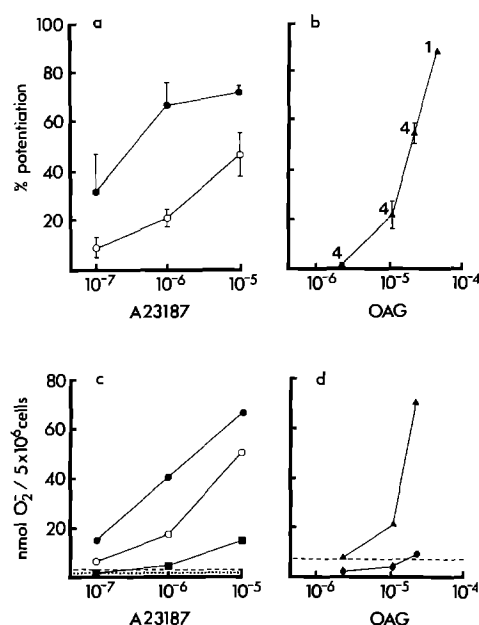 a
100
80
60
40
20
% potentiation
10⁻⁷ 10⁻⁶ 10⁻⁵
A23187
b
1
4
4
4
10⁻⁶ 10⁻⁵ 10⁻⁴
OAG
c
80
60
40
20
nmol O₂⁻ / 5x10⁶cells
10⁻⁷ 10⁻⁶ 10⁻⁵
A23187
d
10⁻⁶ 10⁻⁵ 10⁻⁴
OAG